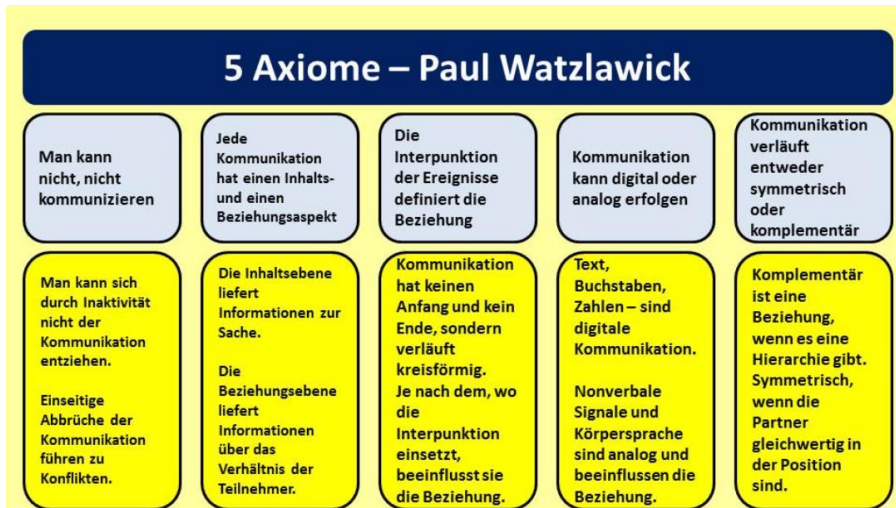 5 Axiome – Paul Watzlawick
Man kann
nicht, nicht
kommunizieren
Jede
Kommunikation
hat einen Inhalts-
und einen
Beziehungsaspekt
Die
Interpunktion
der Ereignisse
definiert die
Beziehung
Kommunikation
kann digital oder
analog erfolgen
Kommunikation
verläuft
entweder
symmetrisch
oder
komplementär
Man kann sich
durch Inaktivität
nicht der
Kommunikation
entziehen.
Einseitige
Abbrüche der
Kommunikation
führen zu
Konflikten.
Die Inhaltsebene
liefert
Informationen zur
Sache.
Die
Beziehungsebene
liefert
Informationen
über das
Verhältnis der
Teilnehmer.
Kommunikation
hat keinen
Anfang und kein
Ende, sondern
verläuft
kreisförmig.
Je nach dem, wo
die
Interpunktion
einsetzt,
beeinflusst sie
die Beziehung.
Text,
Buchstaben,
Zahlen – sind
digitale
Kommunikation.
Nonverbale
Signale und
Körpersprache
sind analog und
beeinflussen die
Beziehung.
Komplementär
ist eine
Beziehung,
wenn es eine
Hierarchie gibt.
Symmetrisch,
wenn die
Partner
gleichwertig in
der Position
sind.